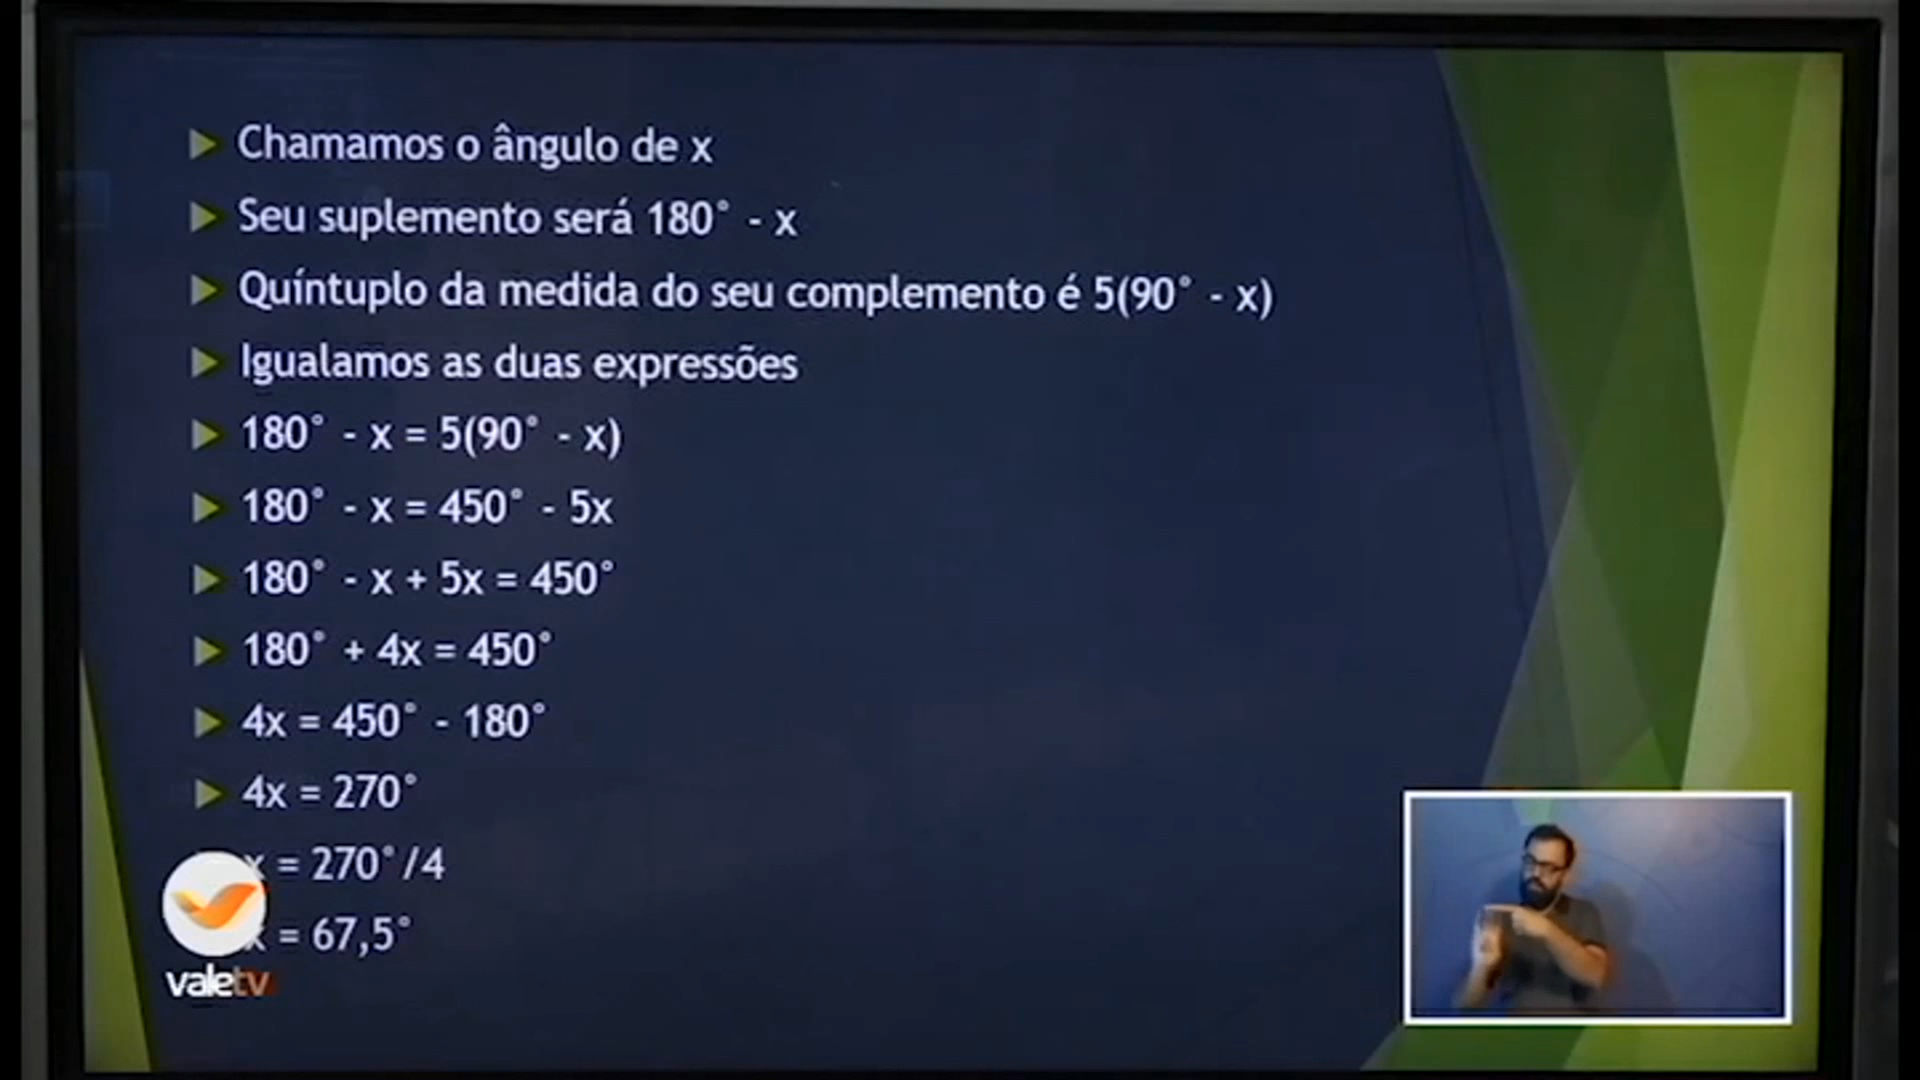 Chamamos o ângulo de x
Seu suplemento será 180° - x
Quíntuplo da medida do seu complemento é 5(90° - x)
Igualamos as duas expressões
180° - x = 5(90° - x)
180° - x = 450° - 5x
180° - x + 5x = 450°
180° + 4x = 450°
4x = 450° - 180°
4x = 270°
x = 270°/4
x = 67,5°
valetv